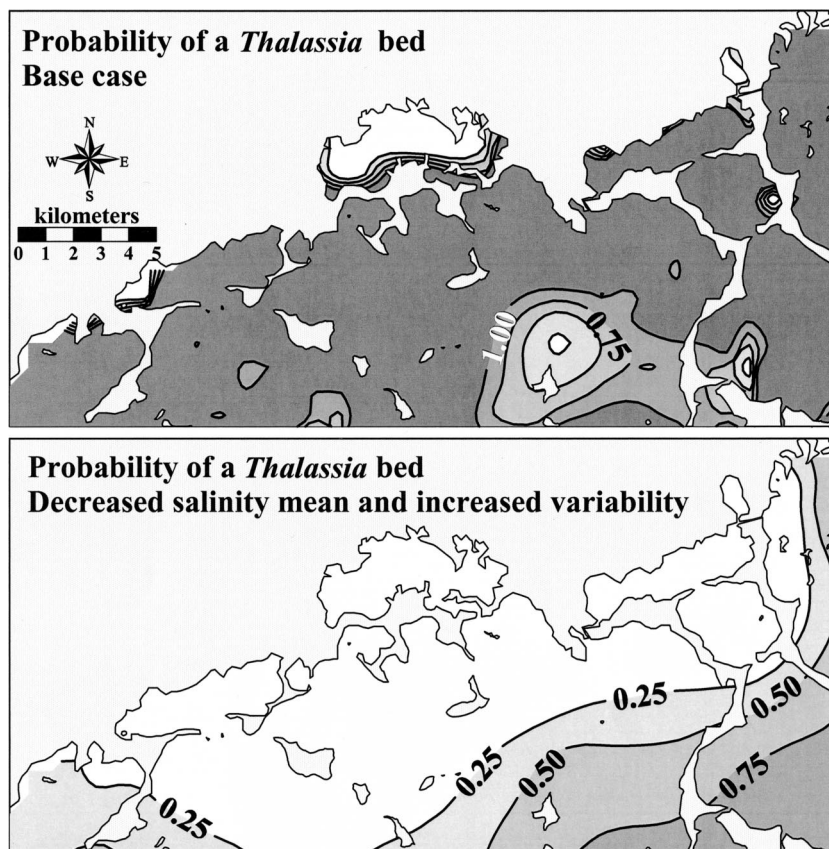 Probability of a Thalassia bed
Base case
N
W E
S
kilometers
0 1 2 3 4 5
1.00
0.75
Probability of a Thalassia bed
Decreased salinity mean and increased variability
0.25
0.50
0.25
0.50
0.75
0.25